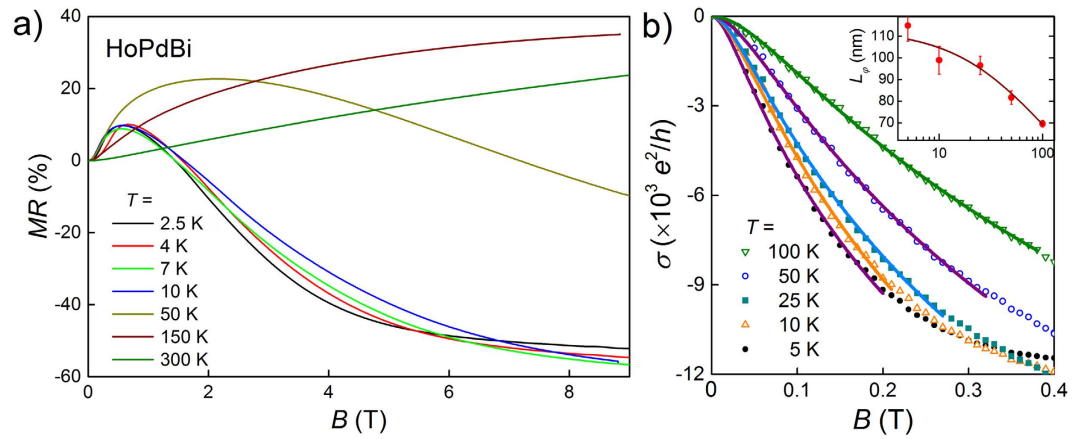 a)
HoPdBi
MR (%)
40
20
0
-20
-40
-60
T =
2.5 K
4 K
7 K
10 K
50 K
150 K
300 K
0 2 4 6 8
B (T)
b)
σ (×10³ e²/h)
0
-3
-6
-9
-12
T =
100 K
50 K
25 K
10 K
5 K
0.0 0.1 0.2 0.3 0.4
B (T)
Lφ (nm)
110
100
90
80
70
10 100